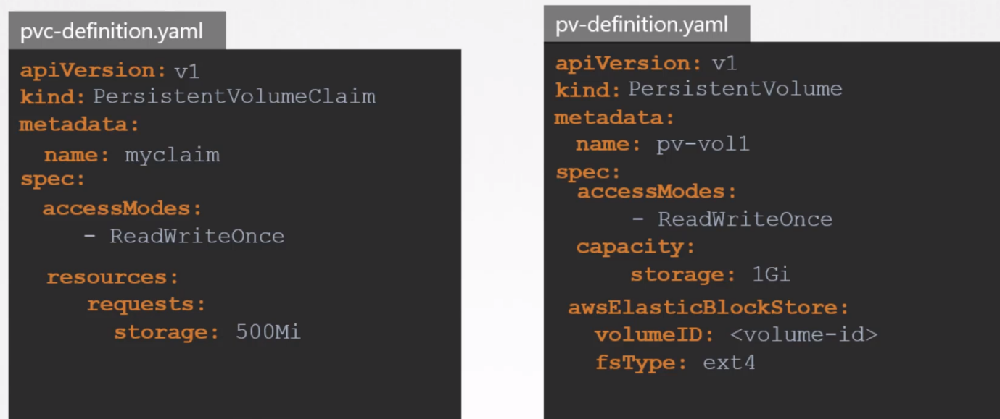 pvc-definition.yaml
apiVersion: v1
kind: PersistentVolumeClaim
metadata:
name: myclaim
spec:
accessModes:
- ReadWriteOnce
resources:
requests:
storage: 500Mi
pv-definition.yaml
apiVersion: v1
kind: PersistentVolume
metadata:
name: pv-vol1
spec:
accessModes:
- ReadWriteOnce
capacity:
storage: 1Gi
awsElasticBlockStore:
volumeID: <volume-id>
fsType: ext4